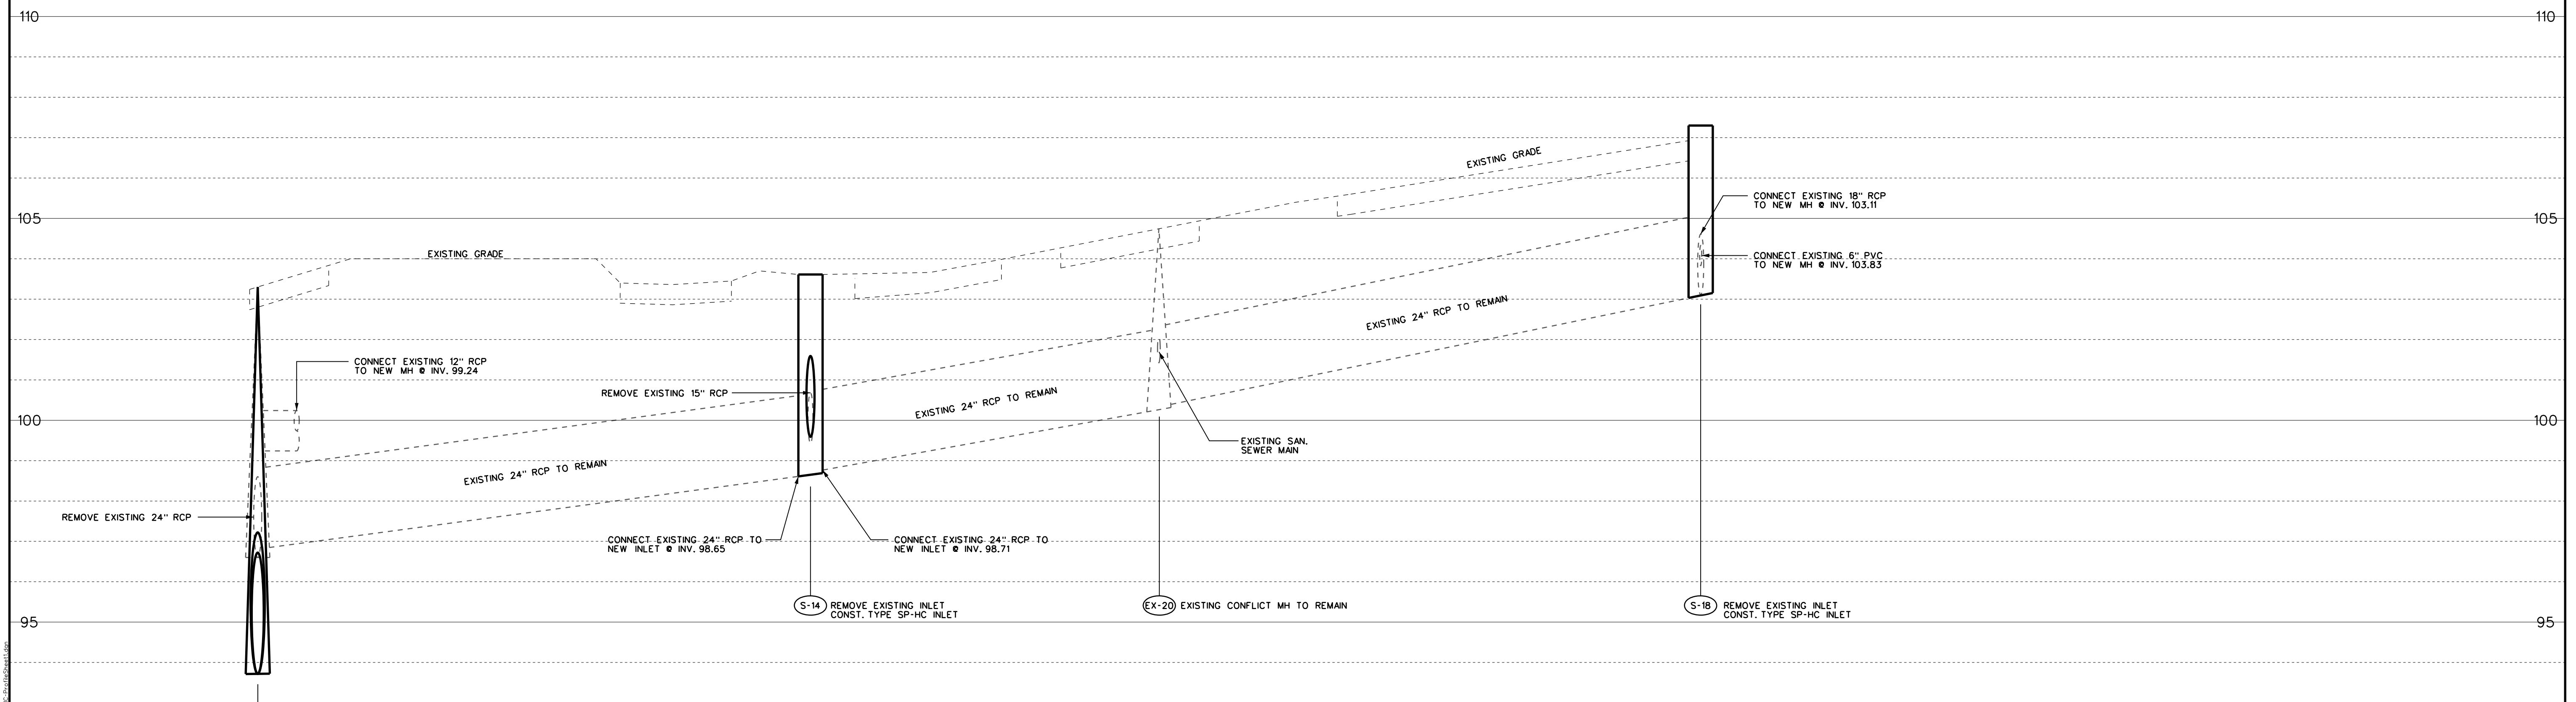 110
110
EXISTING GRADE
CONNECT EXISTING 18" RCP
TO NEW MH @ INV. 103.11
105
105
EXISTING GRADE
CONNECT EXISTING 6" PVC
TO NEW MH @ INV. 103.83
EXISTING 24" RCP TO REMAIN
CONNECT EXISTING 12" RCP
TO NEW MH @ INV. 99.24
REMOVE EXISTING 15" RCP
EXISTING 24" RCP TO REMAIN
100
100
EXISTING SAN.
SEWER MAIN
EXISTING 24" RCP TO REMAIN
REMOVE EXISTING 24" RCP
CONNECT EXISTING 24" RCP TO
NEW INLET @ INV. 98.65
CONNECT EXISTING 24" RCP TO
NEW INLET @ INV. 98.71
S-14 REMOVE EXISTING INLET
CONST. TYPE SP-HC INLET
EX-20 EXISTING CONFLICT MH TO REMAIN
S-18 REMOVE EXISTING INLET
CONST. TYPE SP-HC INLET
95
95